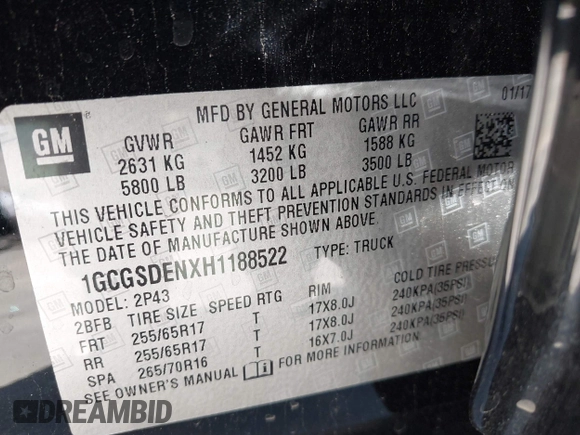 GM
MFD BY GENERAL MOTORS LLC
01/17
GVWR GAWR FRT GAWR RR
2631 KG 1452 KG 1588 KG
5800 LB 3200 LB 3500 LB
THIS VEHICLE CONFORMS TO ALL APPLICABLE U.S. FEDERAL MOTOR
VEHICLE SAFETY AND THEFT PREVENTION STANDARDS IN EFFECT ON
THE DATE OF MANUFACTURE SHOWN ABOVE.
1GCGSDENXH1188522 TYPE: TRUCK
MODEL: 2P43
2BFB TIRE SIZE SPEED RTG RIM COLD TIRE
FRT 255/65R17 T 17X8.0J 240KPA(35PSI)
RR 255/65R17 T 17X8.0J 240KPA(35PSI)
SPA 265/70R16 T 16X7.0J 240KPA(35PSI)
SEE OWNER'S MANUAL FOR MORE INFORMATION.
DREAMBID